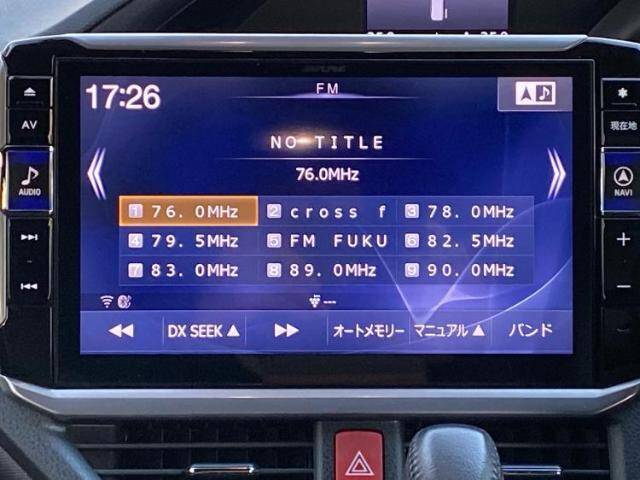 ALPINE
17:26
FM
NO TITLE
76.0MHz
1 76.0MHz 2 cross f 3 78.0MHz
4 79.5MHz 5 FM FUKU 6 82.5MHz
7 83.0MHz 8 89.0MHz 9 90.0MHz
---
DX SEEK ▲ オートメモリー マニュアル ▲ バンド
AV
AUDIO
現在地
NAVI